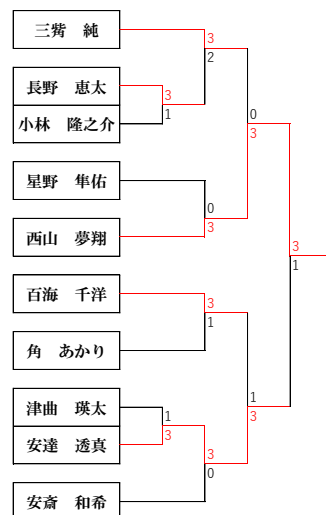 三觜　純
3
2
長野　恵太
3
小林　隆之介
1
0
3
星野　隼佑
0
西山　夢翔
3
3
1
百海　千洋
3
角　あかり
1
1
3
津曲　瑛太
1
安達　透真
3
3
0
安斎　和希